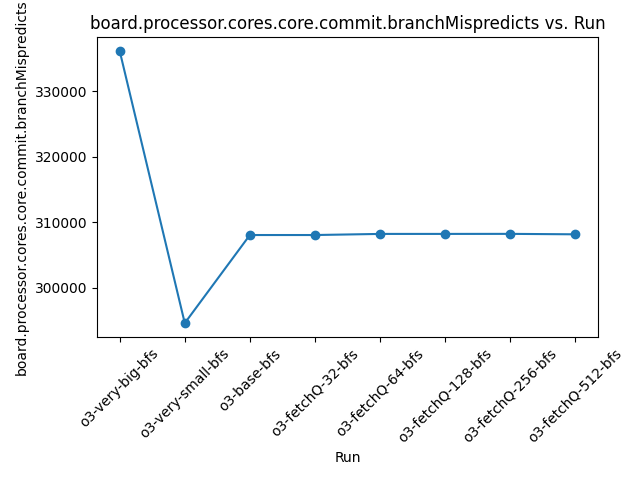 board.processor.cores.core.commit.branchMispredicts vs. Run
board.processor.cores.core.commit.branchMispredicts
330000
320000
310000
300000
o3-very-big-bfs
o3-very-small-bfs
o3-base-bfs
o3-fetchQ-32-bfs
o3-fetchQ-64-bfs
o3-fetchQ-128-bfs
o3-fetchQ-256-bfs
o3-fetchQ-512-bfs
Run